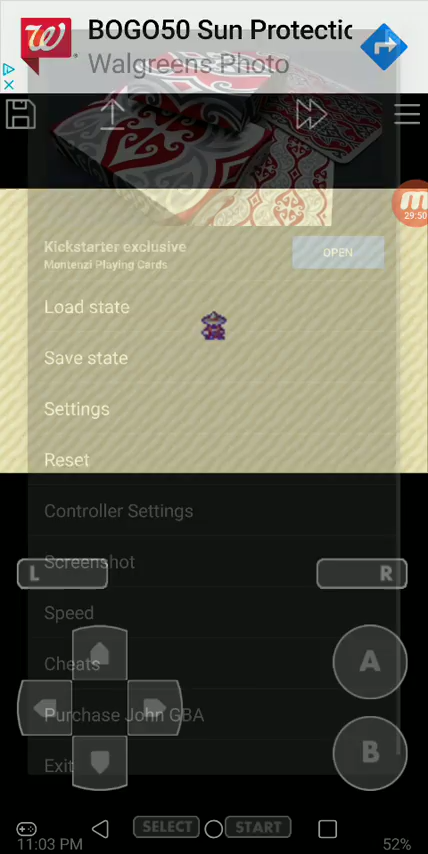 BOGO50 Sun Protectic
Walgreens Photo
29:50
Kickstarter exclusive
Montenzi Playing Cards
OPEN
Load state
Save state
Settings
Reset
Controller Settings
L
Screenshot
R
Speed
Cheats
A
Purchase John GBA
B
Exit
SELECT
START
11:03 PM
52%